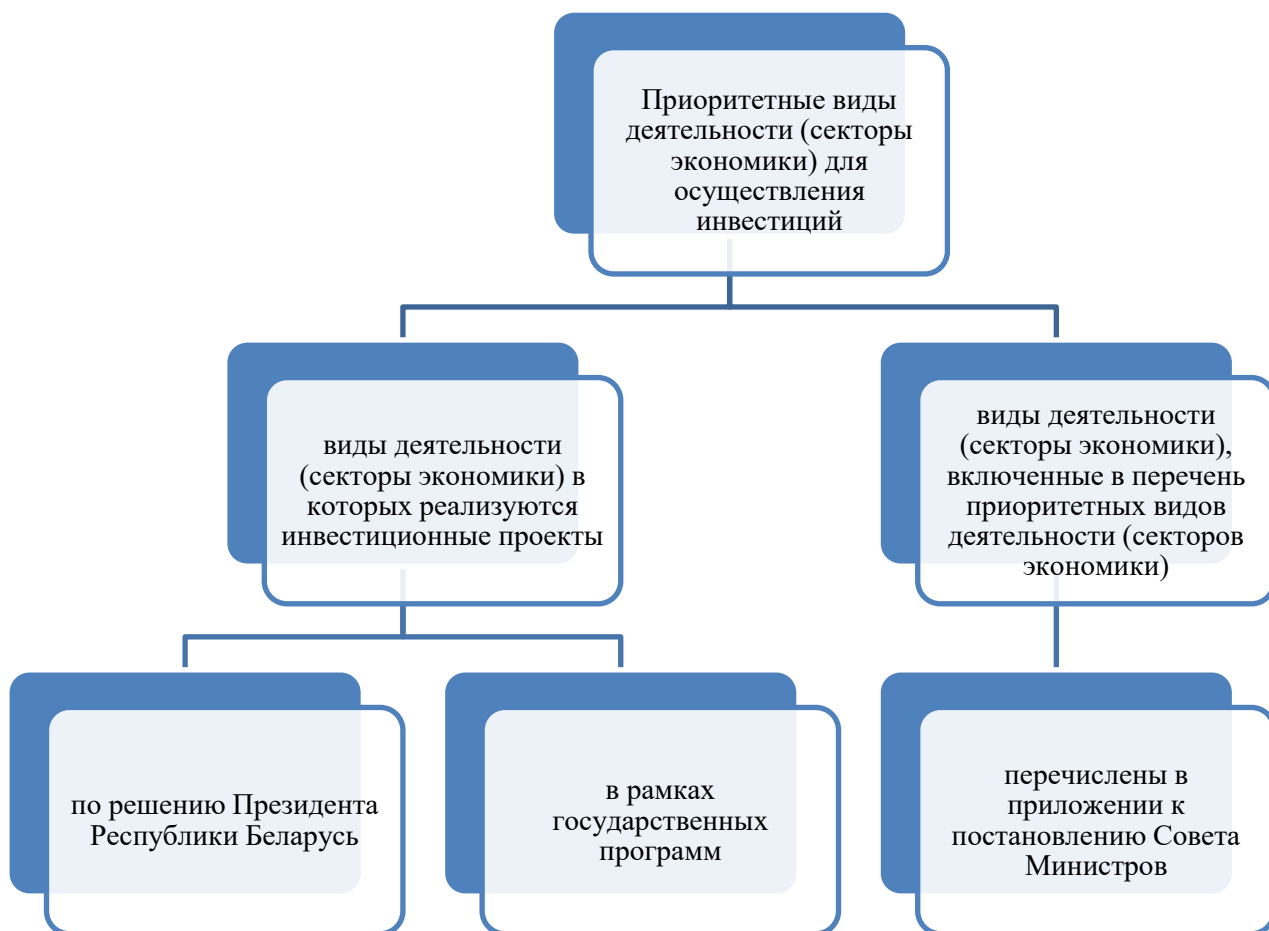 Приоритетные виды
деятельности (секторы
экономики) для
осуществления
инвестиций
виды деятельности
(секторы экономики) в
которых реализуются
инвестиционные проекты
виды деятельности
(секторы экономики),
включенные в перечень
приоритетных видов
деятельности (секторов
экономики)
по решению Президента
Республики Беларусь
в рамках
государственных
программ
перечислены в
приложении к
постановлению Совета
Министров